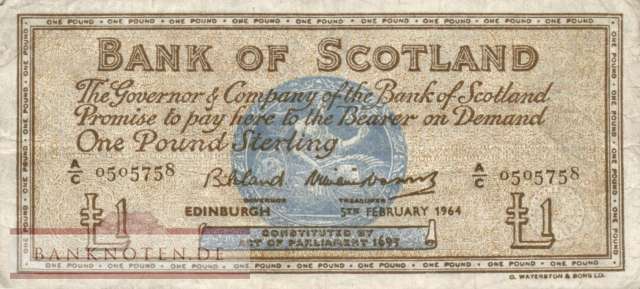 ONE POUND · ONE POUND · ONE POUND · ONE POUND · ONE POUND · ONE POUND · ONE POUND · ONE POUND · ONE POUND
BANK OF SCOTLAND
The Governor & Company of the Bank of Scotland
Promise to pay here to the Bearer on Demand
One Pound Sterling
A/C 0505758
A/C 0505758
GOVERNOR
TREASURER
EDINBURGH 5TH FEBRUARY 1964
£1
£1
CONSTITUTED BY
ACT OF PARLIAMENT 1695
BANKNOTEN.DE
G. WATERSTON & SONS LD.